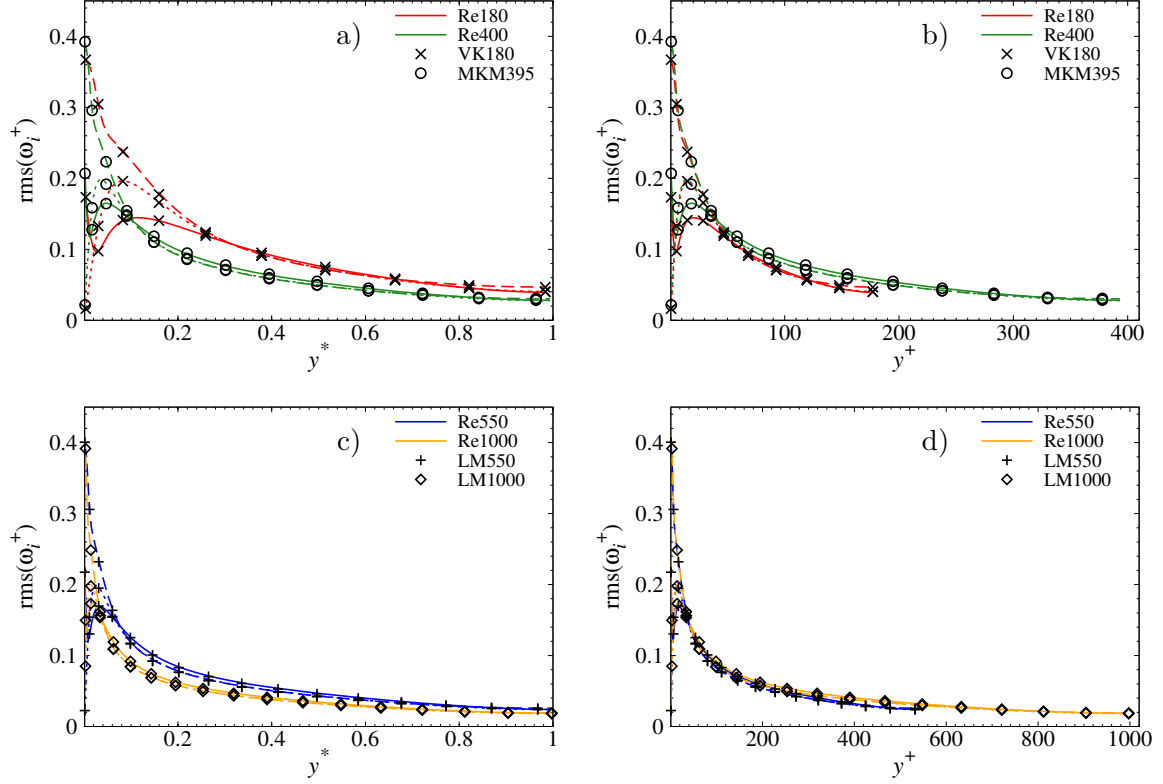 a)
Re180
Re400
VK180
MKM395
rms(ω_i^+)
0.4
0.3
0.2
0.1
0
0.2 0.4 0.6 0.8 1
y^*
b)
Re180
Re400
VK180
MKM395
rms(ω_i^+)
0.4
0.3
0.2
0.1
0
100 200 300 400
y^+
c)
Re550
Re1000
LM550
LM1000
rms(ω_i^+)
0.4
0.3
0.2
0.1
0
0.2 0.4 0.6 0.8 1
y^*
d)
Re550
Re1000
LM550
LM1000
rms(ω_i^+)
0.4
0.3
0.2
0.1
0
200 400 600 800 1000
y^+